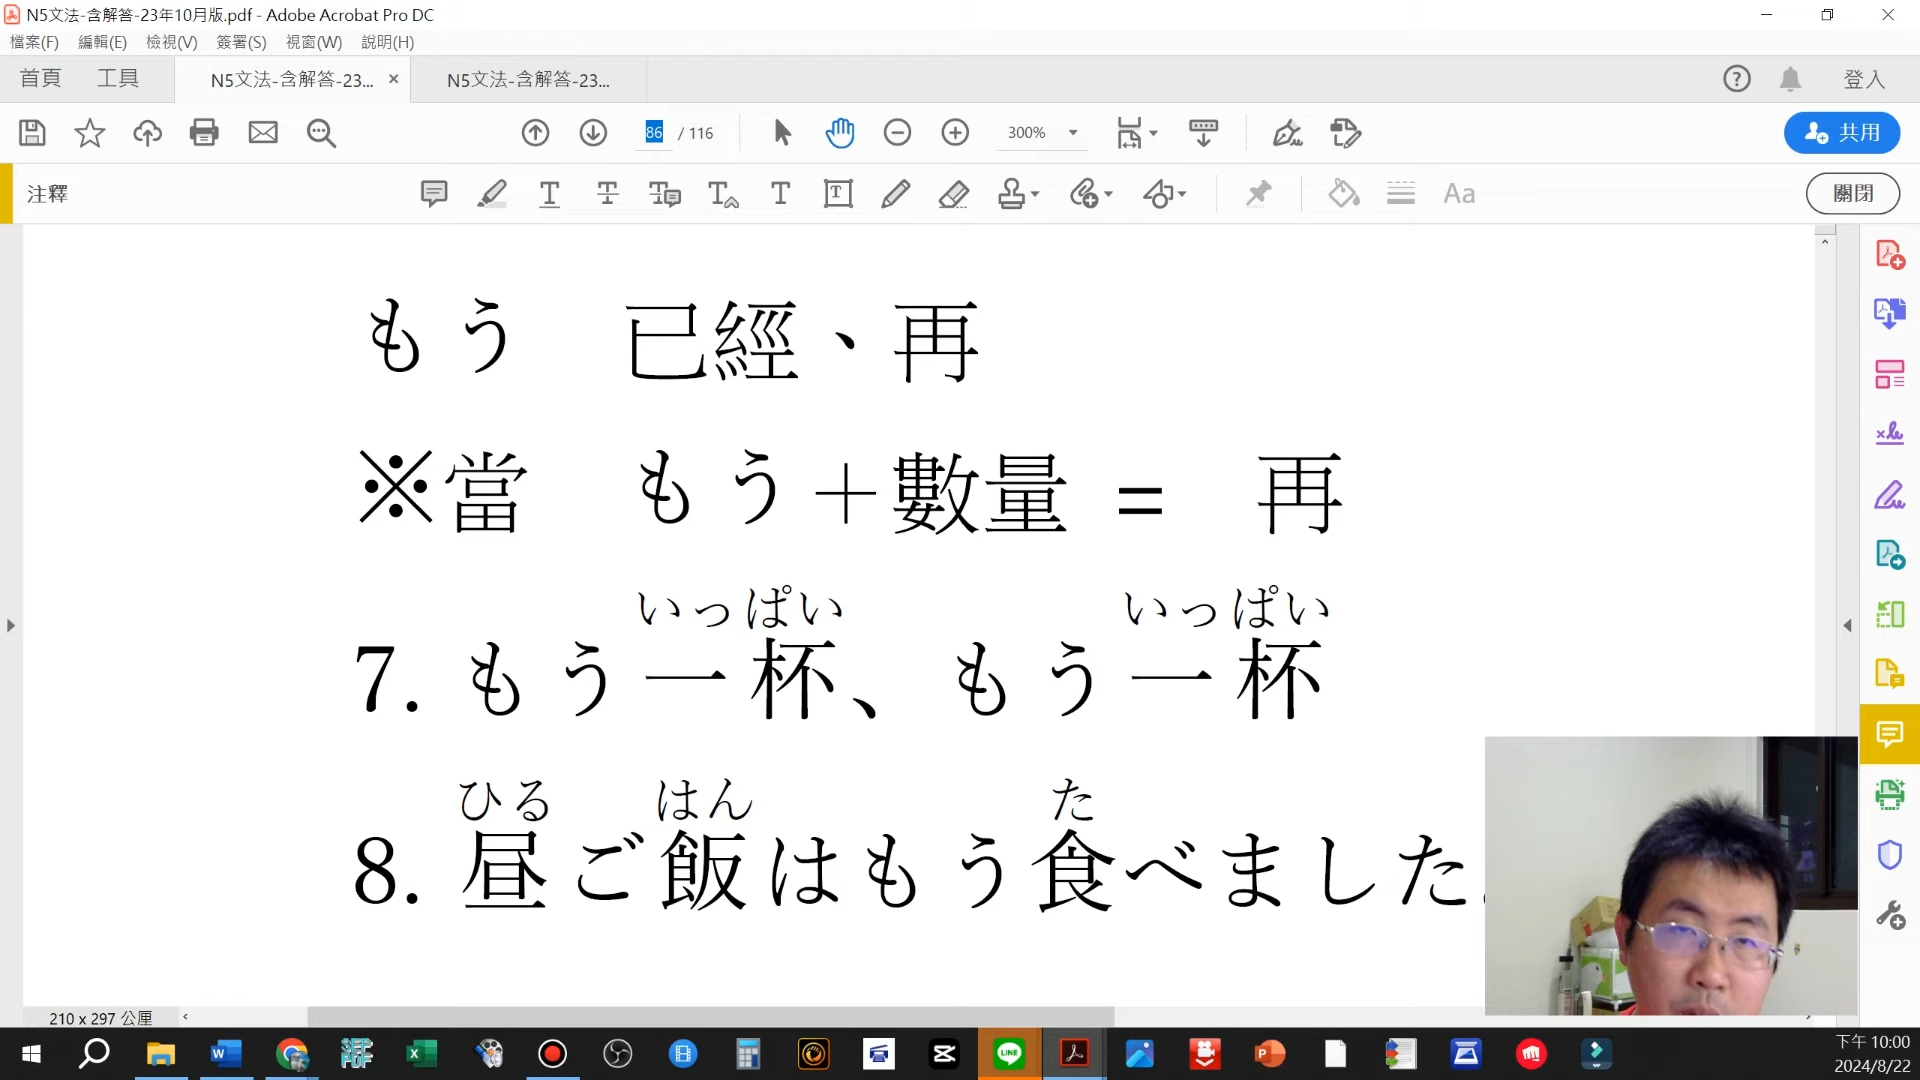 N5文法-含解答-23年10月版.pdf - Adobe Acrobat Pro DC
檔案(F) 編輯(E) 檢視(V) 簽署(S) 視窗(W) 說明(H)
首頁 工具 N5文法-含解答-23... × N5文法-含解答-23... 登入
86 / 116 300% 共用
注釋 Aa 關閉
もう 已經、再
※當 もう＋數量 = 再
いっぱい いっぱい
7. もう一杯、もう一杯
ひる はん た
8. 昼ご飯はもう食べました
210 x 297 公厘
LINE
下午 10:00
2024/8/22